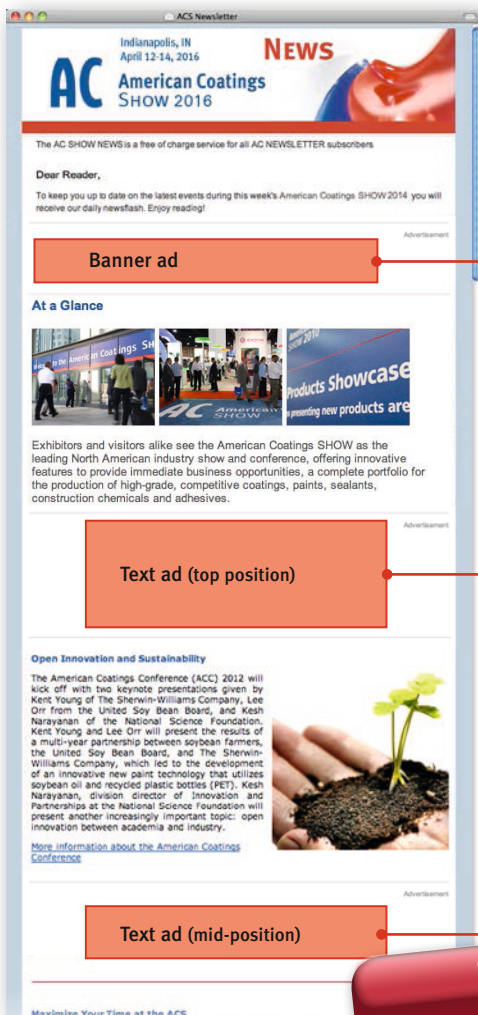 ACS Newsletter
Indianapolis, IN
April 12-14, 2016
NEWS
AC
American Coatings
SHOW 2016
The AC SHOW NEWS is a free of charge service for all AC NEWSLETTER subscribers
Dear Reader,
To keep you up to date on the latest events during this week's American Coatings SHOW 2014 you will
receive our daily newsflash. Enjoy reading!
Advertisement
Banner ad
At a Glance
to the American Coatings SH
AC American
SHOW
SHOW 2010
Products Showcase
presenting new products are
Exhibitors and visitors alike see the American Coatings SHOW as the
leading North American industry show and conference, offering innovative
features to provide immediate business opportunities, a complete portfolio for
the production of high-grade, competitive coatings, paints, sealants,
construction chemicals and adhesives.
Advertisement
Text ad (top position)
Open Innovation and Sustainability
The American Coatings Conference (ACC) 2012 will
kick off with two keynote presentations given by
Kent Young of The Sherwin-Williams Company, Lee
Orr from the United Soy Bean Board, and Kesh
Narayanan of the National Science Foundation.
Kent Young and Lee Orr will present the results of
a multi-year partnership between soybean farmers,
the United Soy Bean Board, and The Sherwin-
Williams Company, which led to the development
of an innovative new paint technology that utilizes
soybean oil and recycled plastic bottles (PET). Kesh
Narayanan, division director of Innovation and
Partnerships at the National Science Foundation will
present another increasingly important topic: open
innovation between academia and industry.
More information about the American Coatings
Conference
Advertisement
Text ad (mid-position)
Maximize Your Time at the ACS